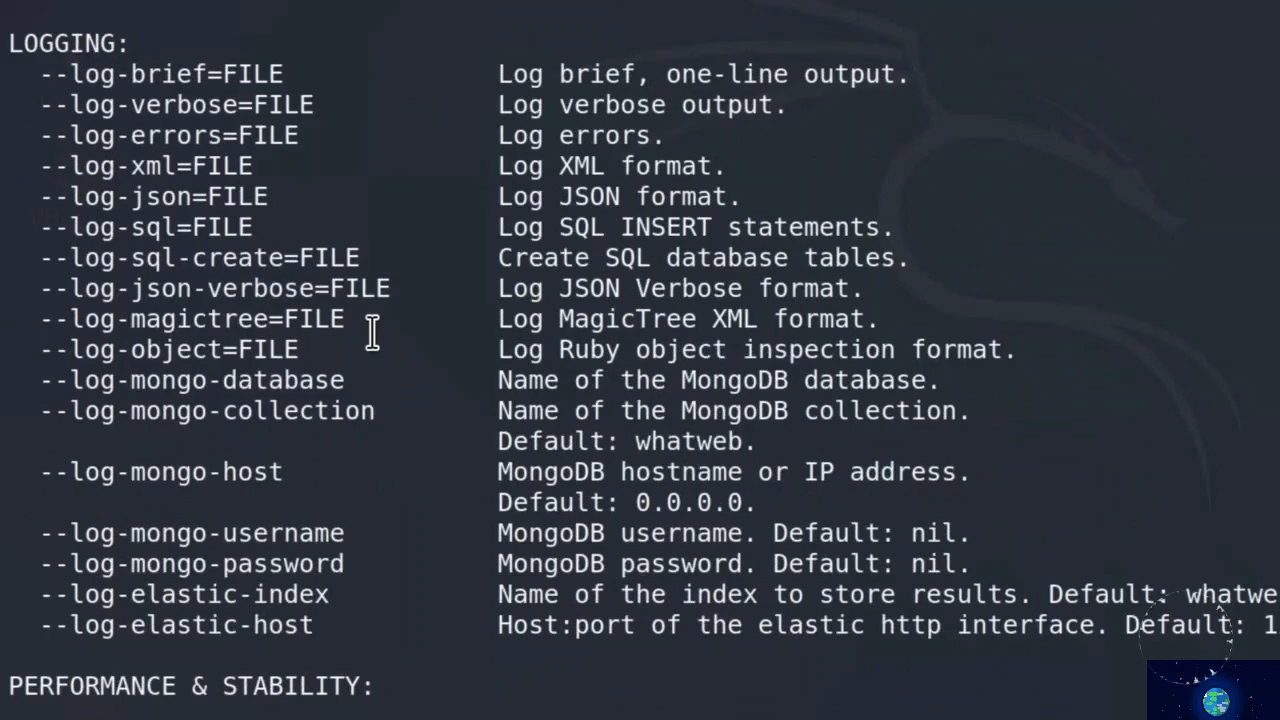 LOGGING:
--log-brief=FILE Log brief, one-line output.
--log-verbose=FILE Log verbose output.
--log-errors=FILE Log errors.
--log-xml=FILE Log XML format.
--log-json=FILE Log JSON format.
--log-sql=FILE Log SQL INSERT statements.
--log-sql-create=FILE Create SQL database tables.
--log-json-verbose=FILE Log JSON Verbose format.
--log-magictree=FILE Log MagicTree XML format.
--log-object=FILE Log Ruby object inspection format.
--log-mongo-database Name of the MongoDB database.
--log-mongo-collection Name of the MongoDB collection.
Default: whatweb.
--log-mongo-host MongoDB hostname or IP address.
Default: 0.0.0.0.
--log-mongo-username MongoDB username. Default: nil.
--log-mongo-password MongoDB password. Default: nil.
--log-elastic-index Name of the index to store results. Default: whatwe
--log-elastic-host Host:port of the elastic http interface. Default: 1
PERFORMANCE & STABILITY: